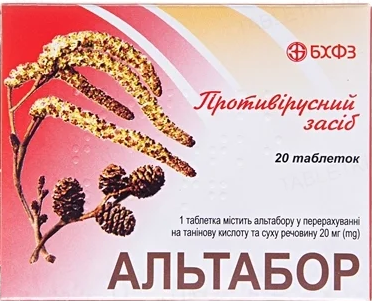 БХФЗ
Противірусний
засіб
20 таблеток
1 таблетка містить альтабору у перерахуванні
на танінову кислоту та суху речовину 20 мг (mg)
АЛЬТАБОР